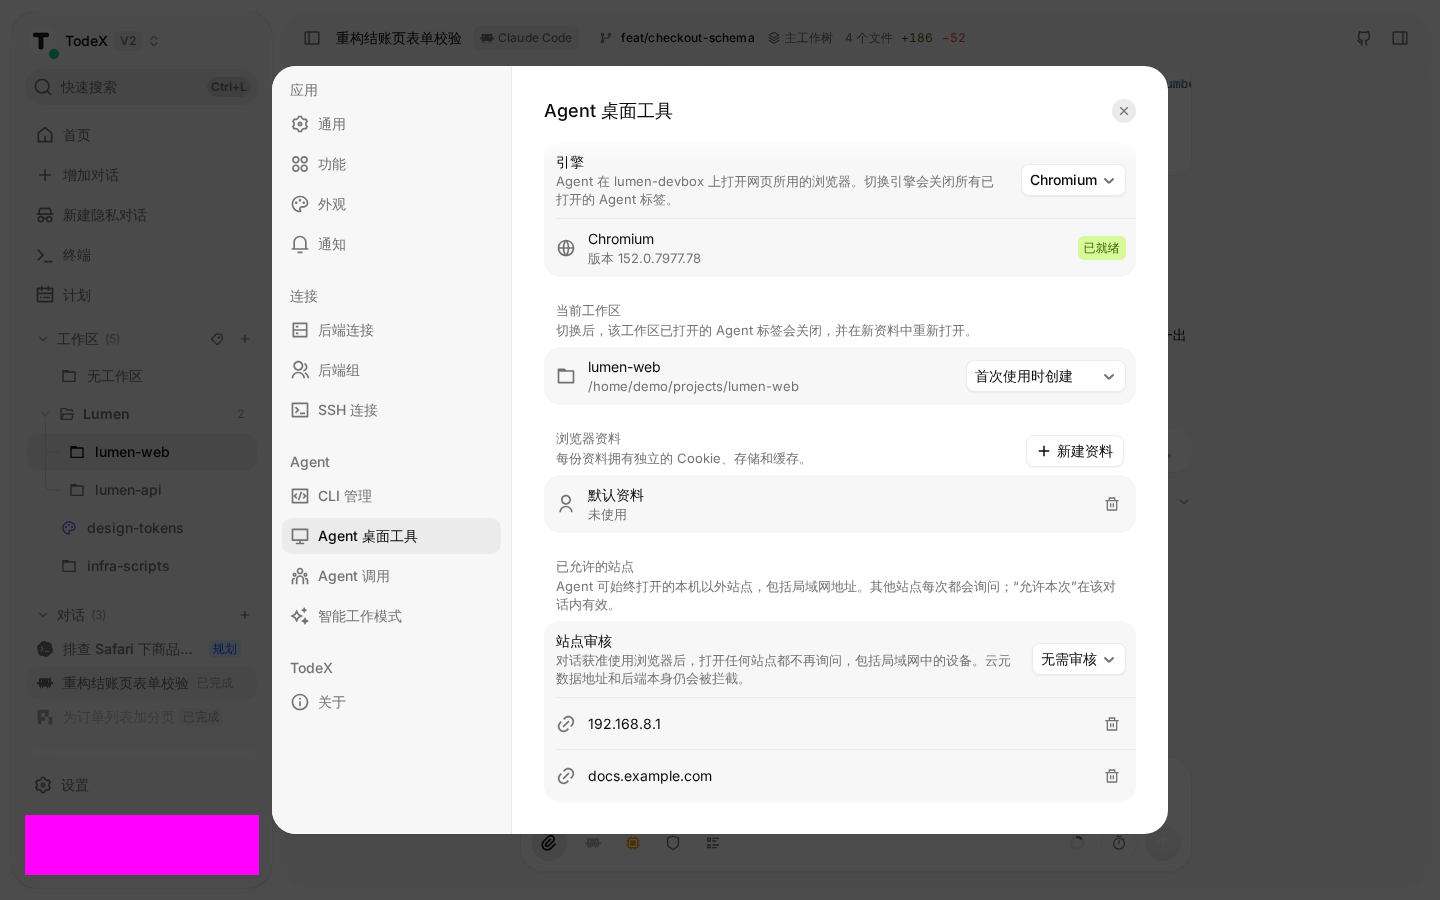 TodeX V2
快速搜索 Ctrl+L
首页
增加对话
新建隐私对话
终端
计划
工作区 (5)
无工作区
Lumen 2
lumen-web
lumen-api
design-tokens
infra-scripts
对话 (3)
排查 Safari 下商品... 规划
重构结账页表单校验 已完成
为订单列表加分页 已完成
设置
重构结账页表单校验 Claude Code feat/checkout-schema 主工作树 4 个文件 +186 −52
应用
通用
功能
外观
通知
连接
后端连接
后端组
SSH 连接
Agent
CLI 管理
Agent 桌面工具
Agent 调用
智能工作模式
TodeX
关于
Agent 桌面工具
引擎
Agent 在 lumen-devbox 上打开网页所用的浏览器。切换引擎会关闭所有已
打开的 Agent 标签。
Chromium
Chromium
版本 152.0.7977.78
已就绪
当前工作区
切换后，该工作区已打开的 Agent 标签会关闭，并在新资料中重新打开。
lumen-web
/home/demo/projects/lumen-web
首次使用时创建
浏览器资料
每份资料拥有独立的 Cookie、存储和缓存。
新建资料
默认资料
未使用
已允许的站点
Agent 可始终打开的本机以外站点，包括局域网地址。其他站点每次都会询问；“允许本次”在该对
话内有效。
站点审核
对话获准使用浏览器后，打开任何站点都不再询问，包括局域网中的设备。云元
数据地址和后端本身仍会被拦截。
无需审核
192.168.8.1
docs.example.com
出